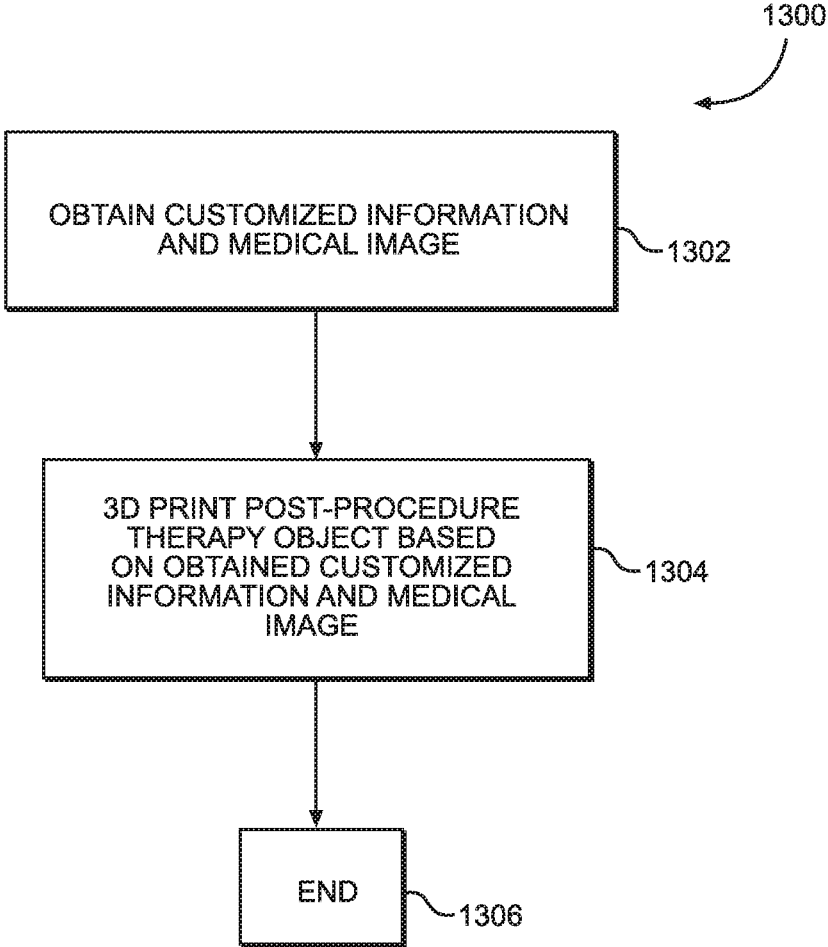 1300
OBTAIN CUSTOMIZED INFORMATION
AND MEDICAL IMAGE
1302
3D PRINT POST-PROCEDURE
THERAPY OBJECT BASED
ON OBTAINED CUSTOMIZED
INFORMATION AND MEDICAL
IMAGE
1304
END
1306